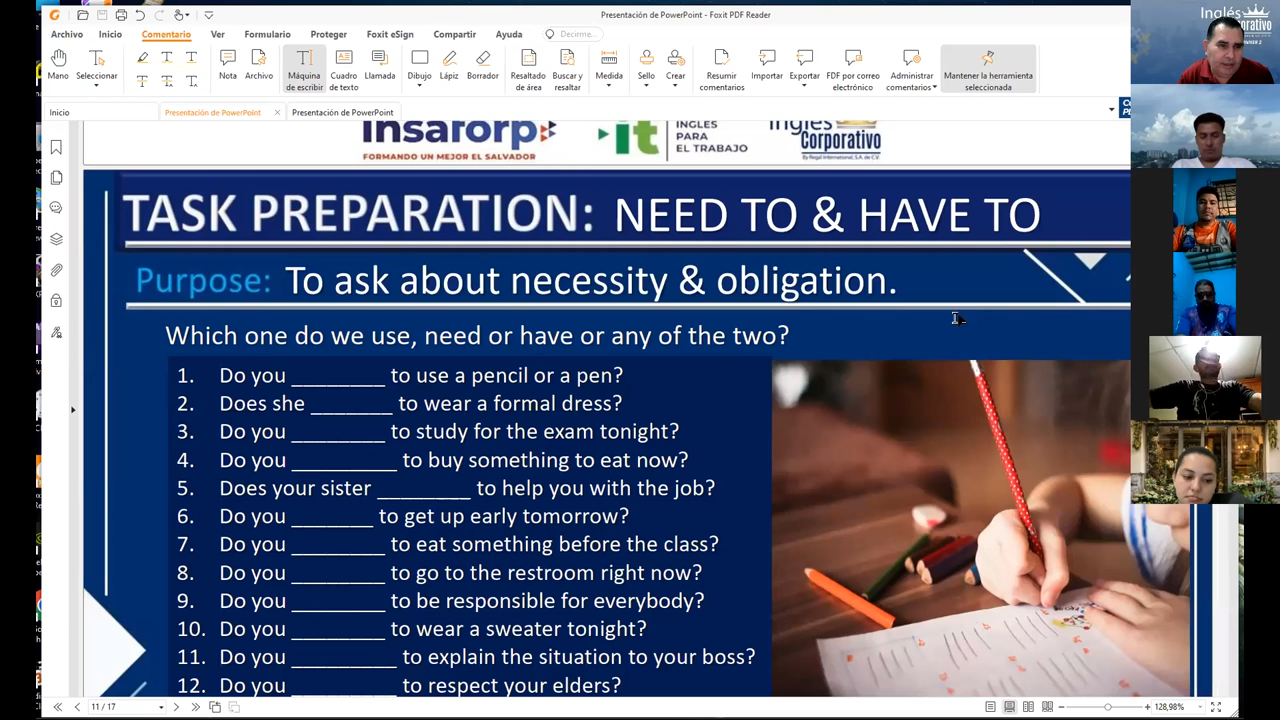 Presentación de PowerPoint - Foxit PDF Reader
Archivo Inicio Comentario Ver Formulario Proteger Foxit eSign Compartir Ayuda Decirme...
Mano Seleccionar Nota Archivo Máquina de escribir Cuadro de texto Llamada Dibujo Lápiz Borrador Resaltado de área Buscar y resaltar Medida Sello Crear Resumir comentarios Importar Exportar FDF por correo electrónico Administrar comentarios Mantener la herramienta seleccionada
Inicio Presentación de PowerPoint Presentación de PowerPoint
insaforp
FORMANDO UN MEJOR EL SALVADOR
it
INGLÉS
PARA
EL TRABAJO
Inglés
Corporativo
By Regal International, S.A. de C.V.
TASK PREPARATION: NEED TO & HAVE TO
Purpose: To ask about necessity & obligation.
Which one do we use, need or have or any of the two?
1. Do you ________ to use a pencil or a pen?
2. Does she _______ to wear a formal dress?
3. Do you ________ to study for the exam tonight?
4. Do you _________ to buy something to eat now?
5. Does your sister ________ to help you with the job?
6. Do you _______ to get up early tomorrow?
7. Do you ________ to eat something before the class?
8. Do you ________ to go to the restroom right now?
9. Do you ________ to be responsible for everybody?
10. Do you ________ to wear a sweater tonight?
11. Do you _________ to explain the situation to your boss?
12. Do you _________ to respect your elders?
11 / 17
128,98%